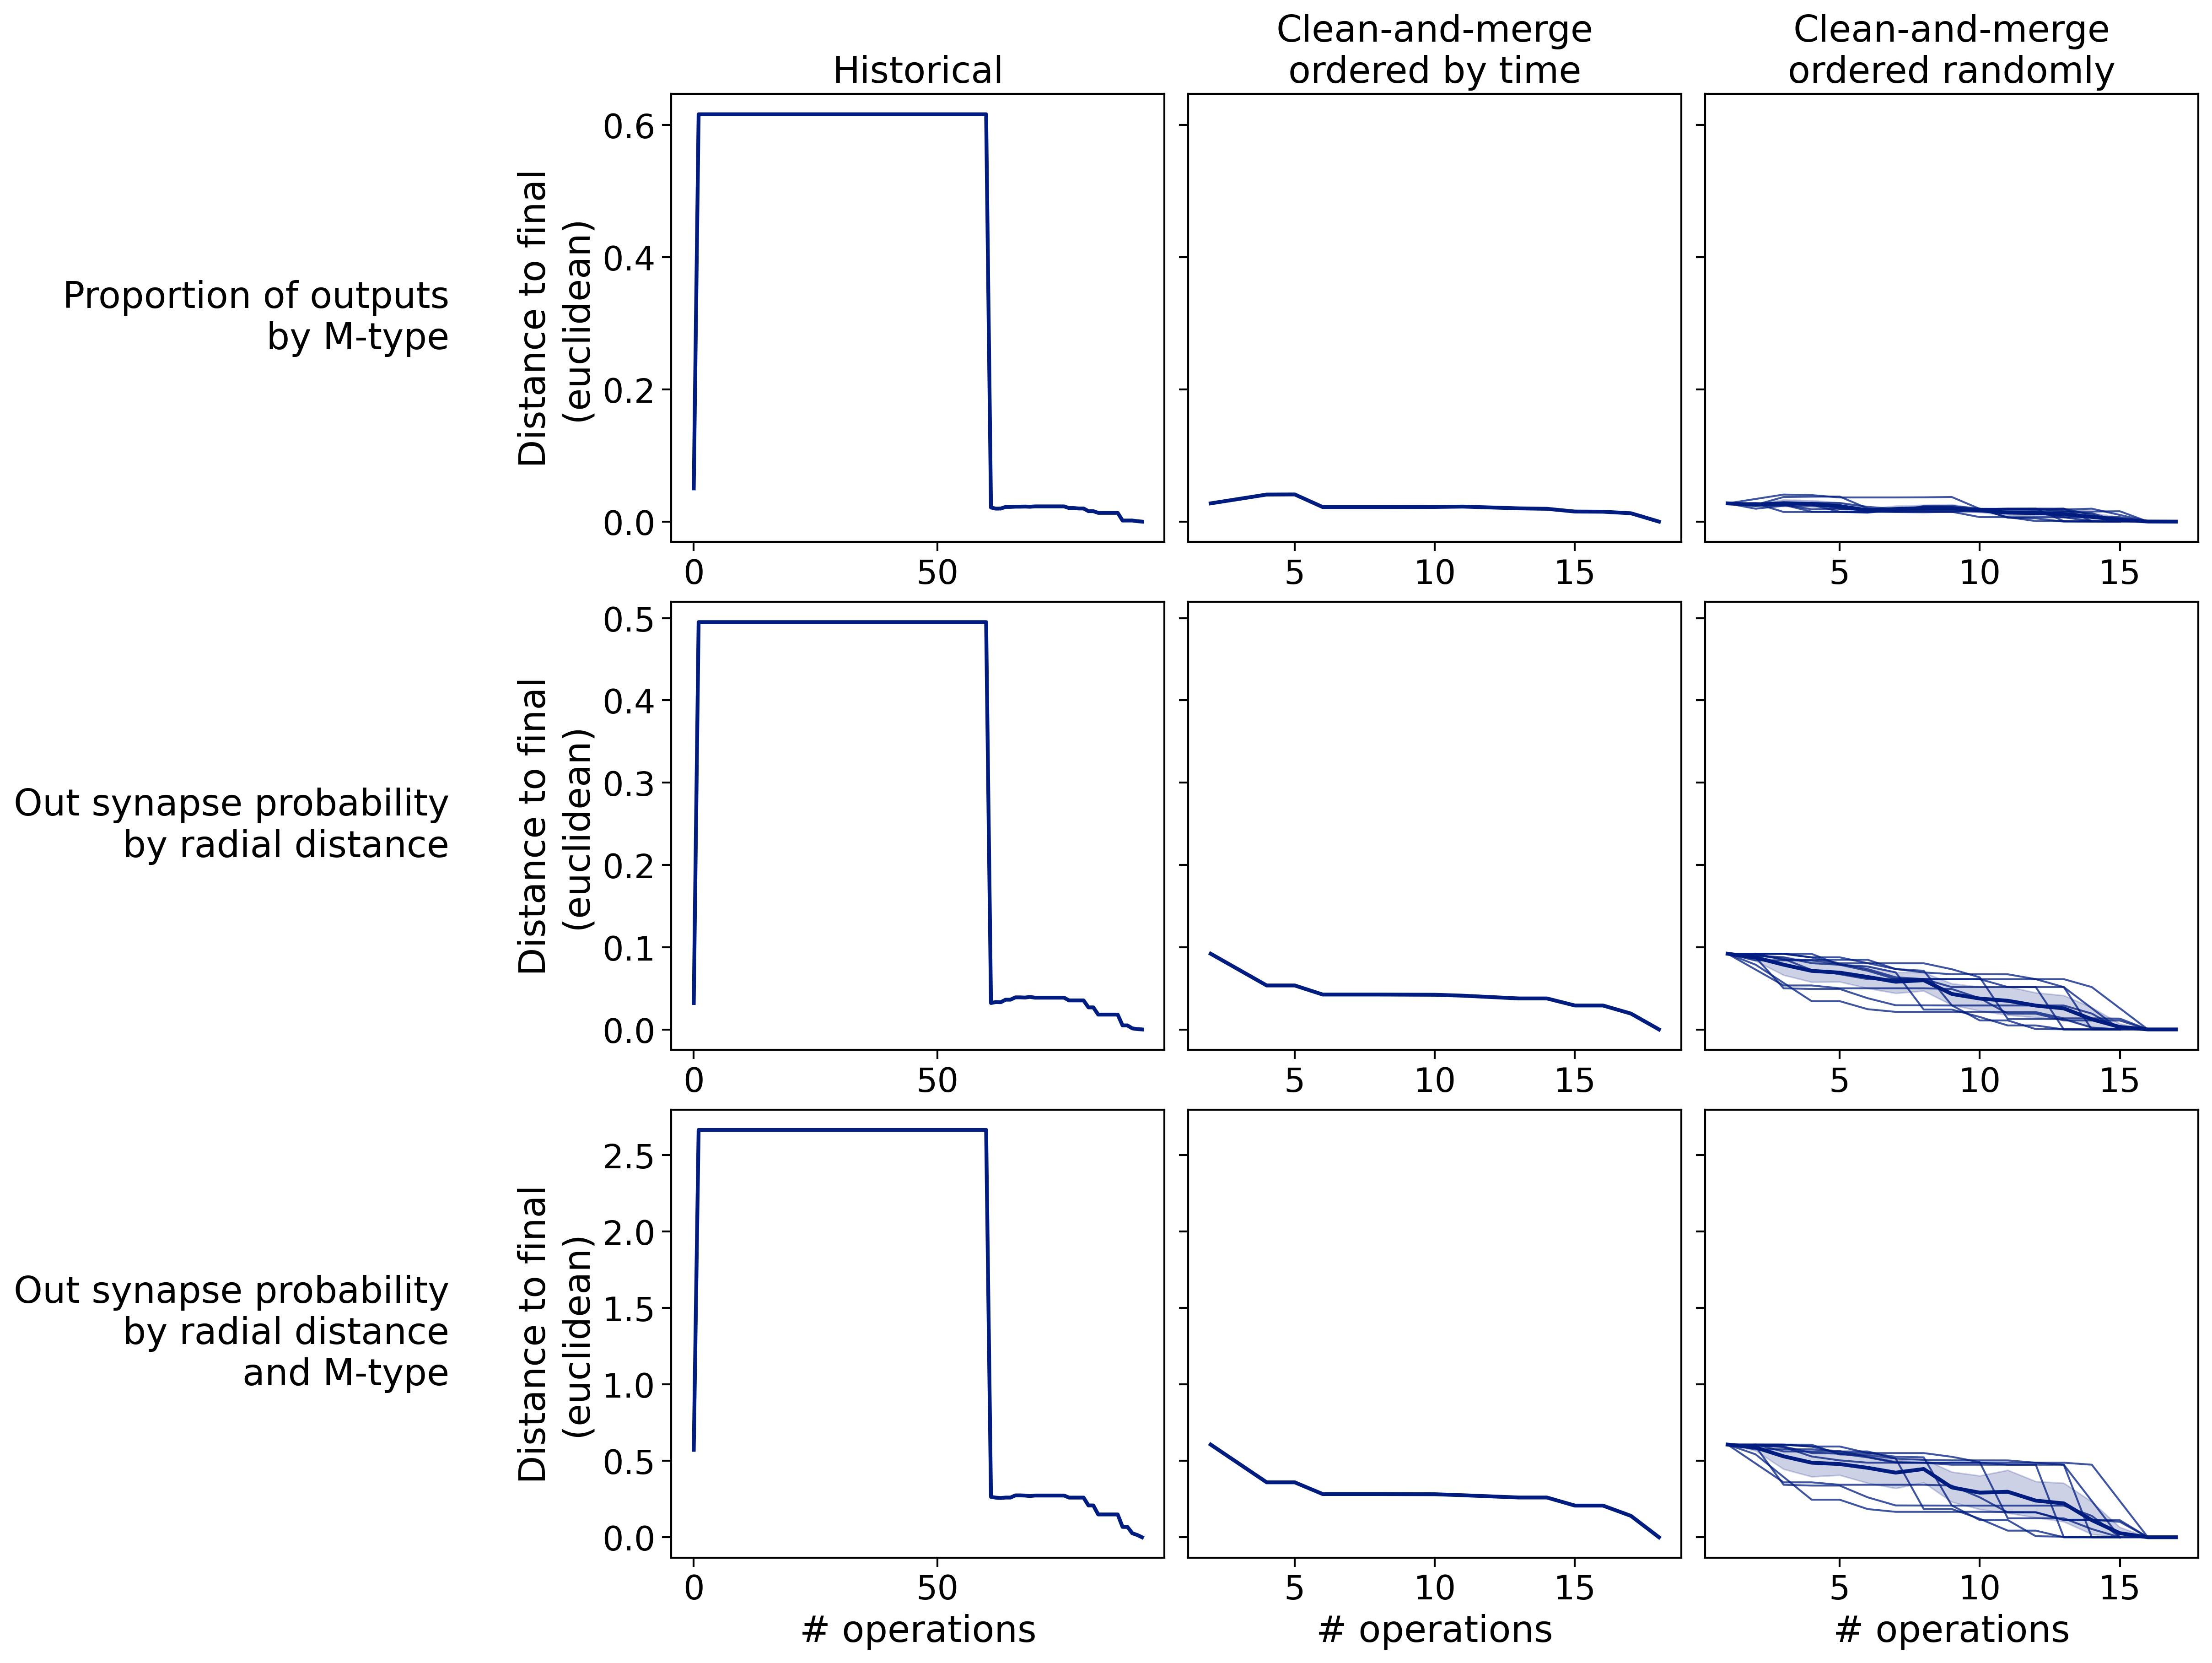 Historical
Clean-and-merge
ordered by time
Clean-and-merge
ordered randomly
Proportion of outputs
by M-type
Distance to final
(euclidean)
0.6
0.4
0.2
0.0
0
50
5
10
15
5
10
15
Out synapse probability
by radial distance
Distance to final
(euclidean)
0.5
0.4
0.3
0.2
0.1
0.0
0
50
5
10
15
5
10
15
Out synapse probability
by radial distance
and M-type
Distance to final
(euclidean)
2.5
2.0
1.5
1.0
0.5
0.0
0
50
5
10
15
5
10
15
# operations
# operations
# operations